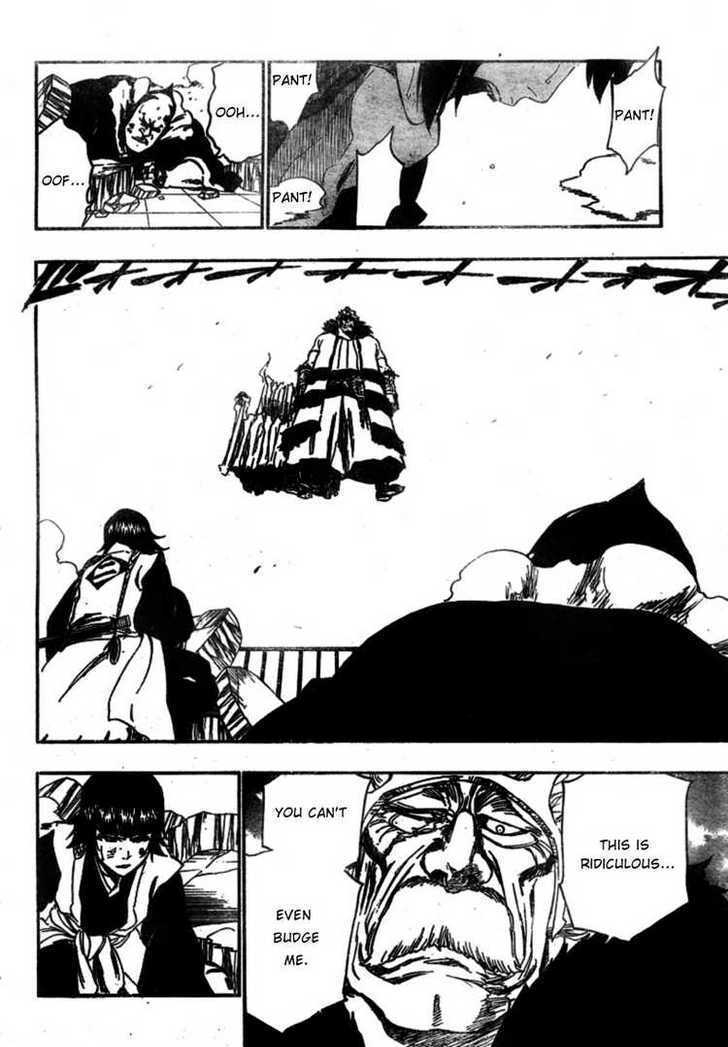 PANT!
PANT!
PANT!
OOH...
OOF...
THIS IS
RIDICULOUS...
YOU CAN'T
EVEN
BUDGE
ME.